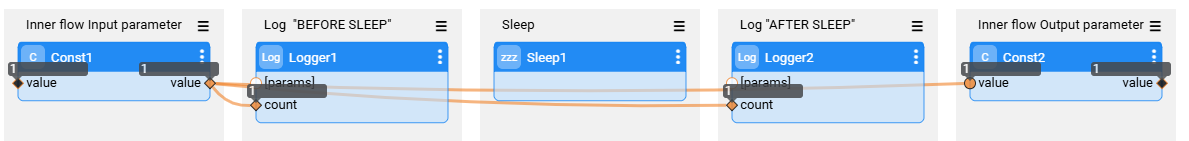 Inner flow Input parameter
C Const1
1 1
value value
Log "BEFORE SLEEP"
Log Logger1
[params]
1
count
Sleep
zzz Sleep1
Log "AFTER SLEEP"
Log Logger2
[params]
1
count
Inner flow Output parameter
C Const2
1 1
value value